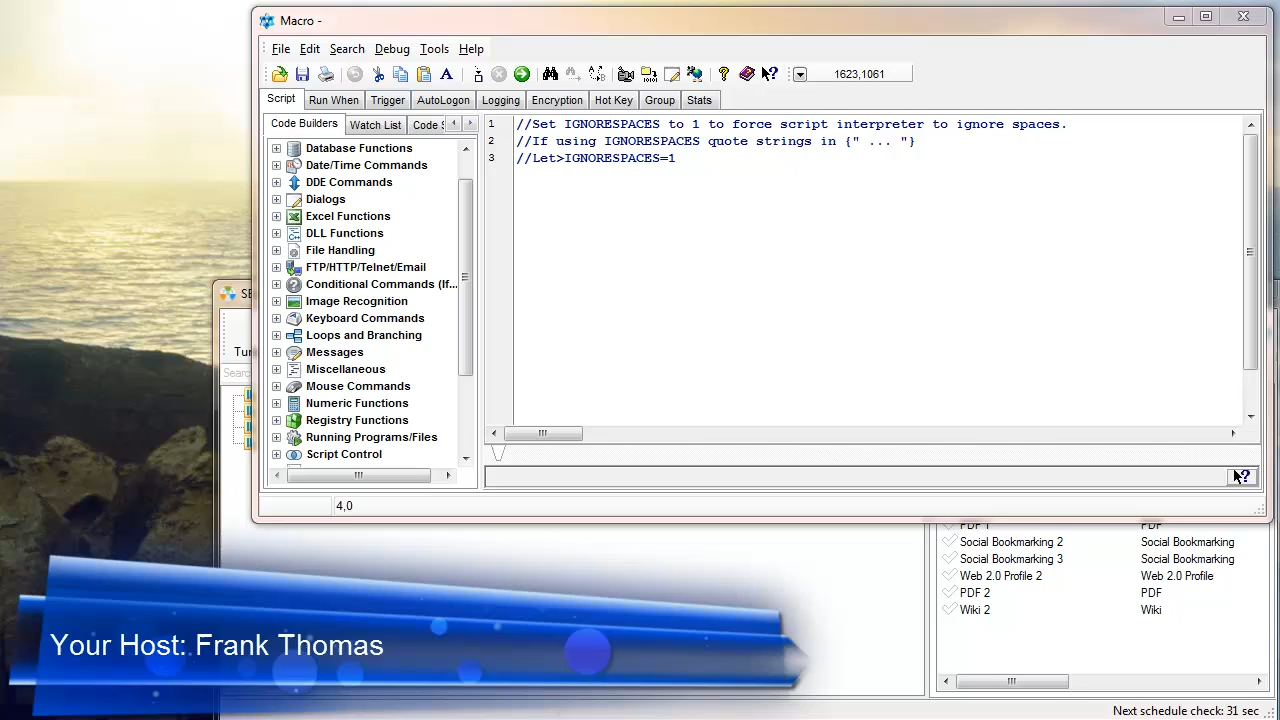 Macro -
File Edit Search Debug Tools Help
1623,1061
Script Run When Trigger AutoLogon Logging Encryption Hot Key Group Stats
Code Builders Watch List Code
1 //Set IGNORESPACES to 1 to force script interpreter to ignore spaces.
2 //If using IGNORESPACES quote strings in {" ... "}
3 //Let>IGNORESPACES=1
Database Functions
Date/Time Commands
DDE Commands
Dialogs
Excel Functions
DLL Functions
File Handling
FTP/HTTP/Telnet/Email
Conditional Commands (If...
Image Recognition
Keyboard Commands
Loops and Branching
Messages
Miscellaneous
Mouse Commands
Numeric Functions
Registry Functions
Running Programs/Files
Script Control
4,0
SE
Tur
Searc
PDF 1 PDF
Social Bookmarking 2 Social Bookmarking
Social Bookmarking 3 Social Bookmarking
Web 2.0 Profile 2 Web 2.0 Profile
PDF 2 PDF
Wiki 2 Wiki
Your Host: Frank Thomas
Next schedule check: 31 sec